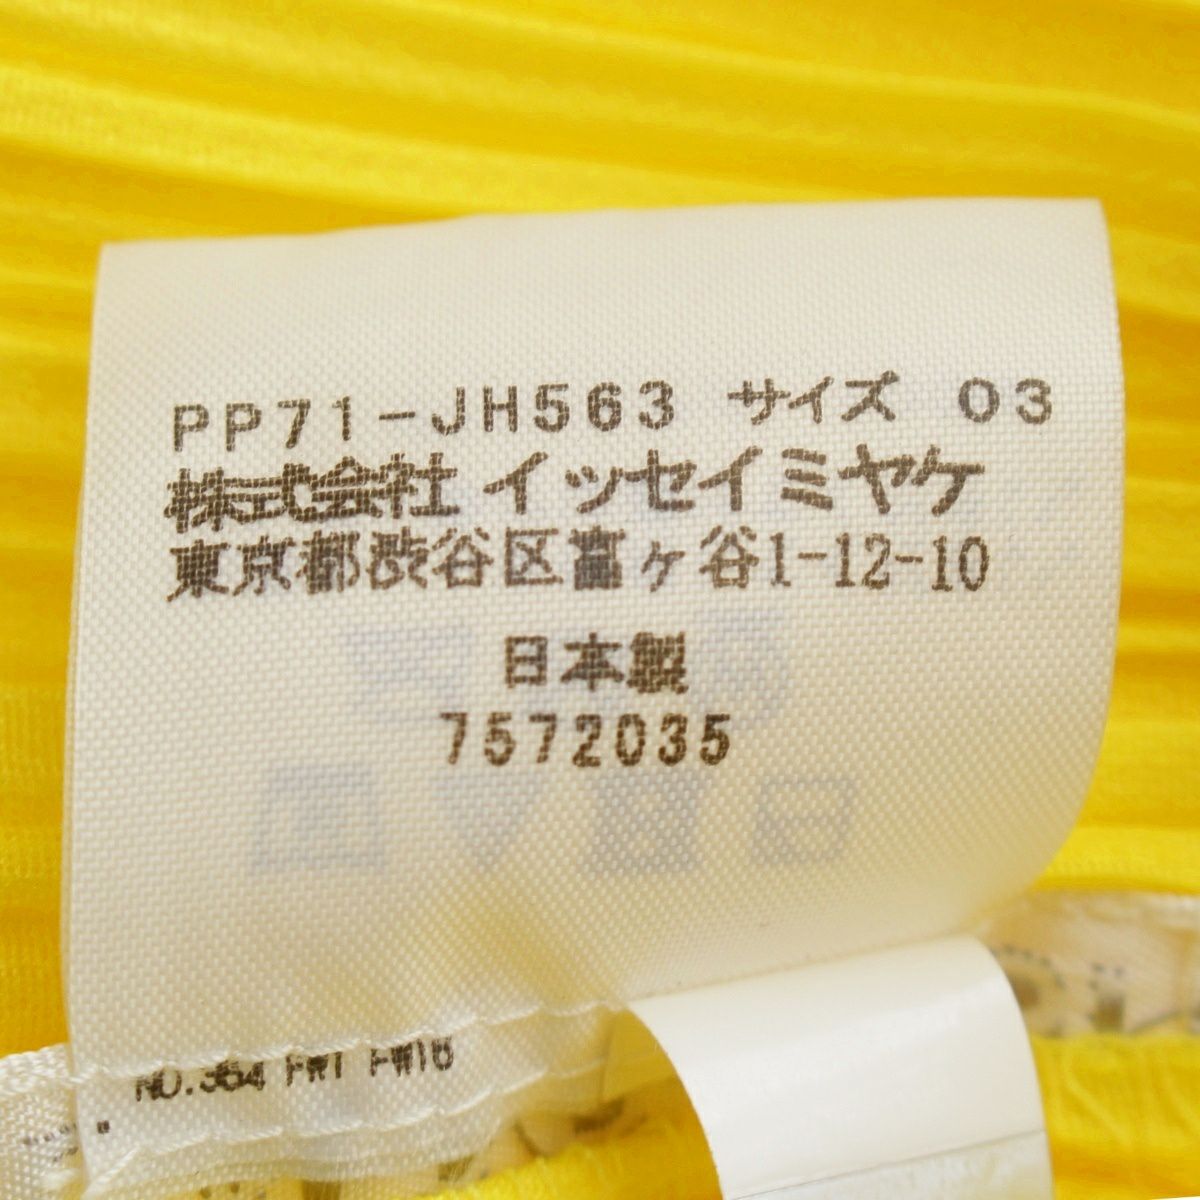 PP71-JH563 サイズ 03
株式会社 イッセイミヤケ
東京都渋谷区富ヶ谷1-12-10
日本製
7572035
NO.364 FW1 FW16